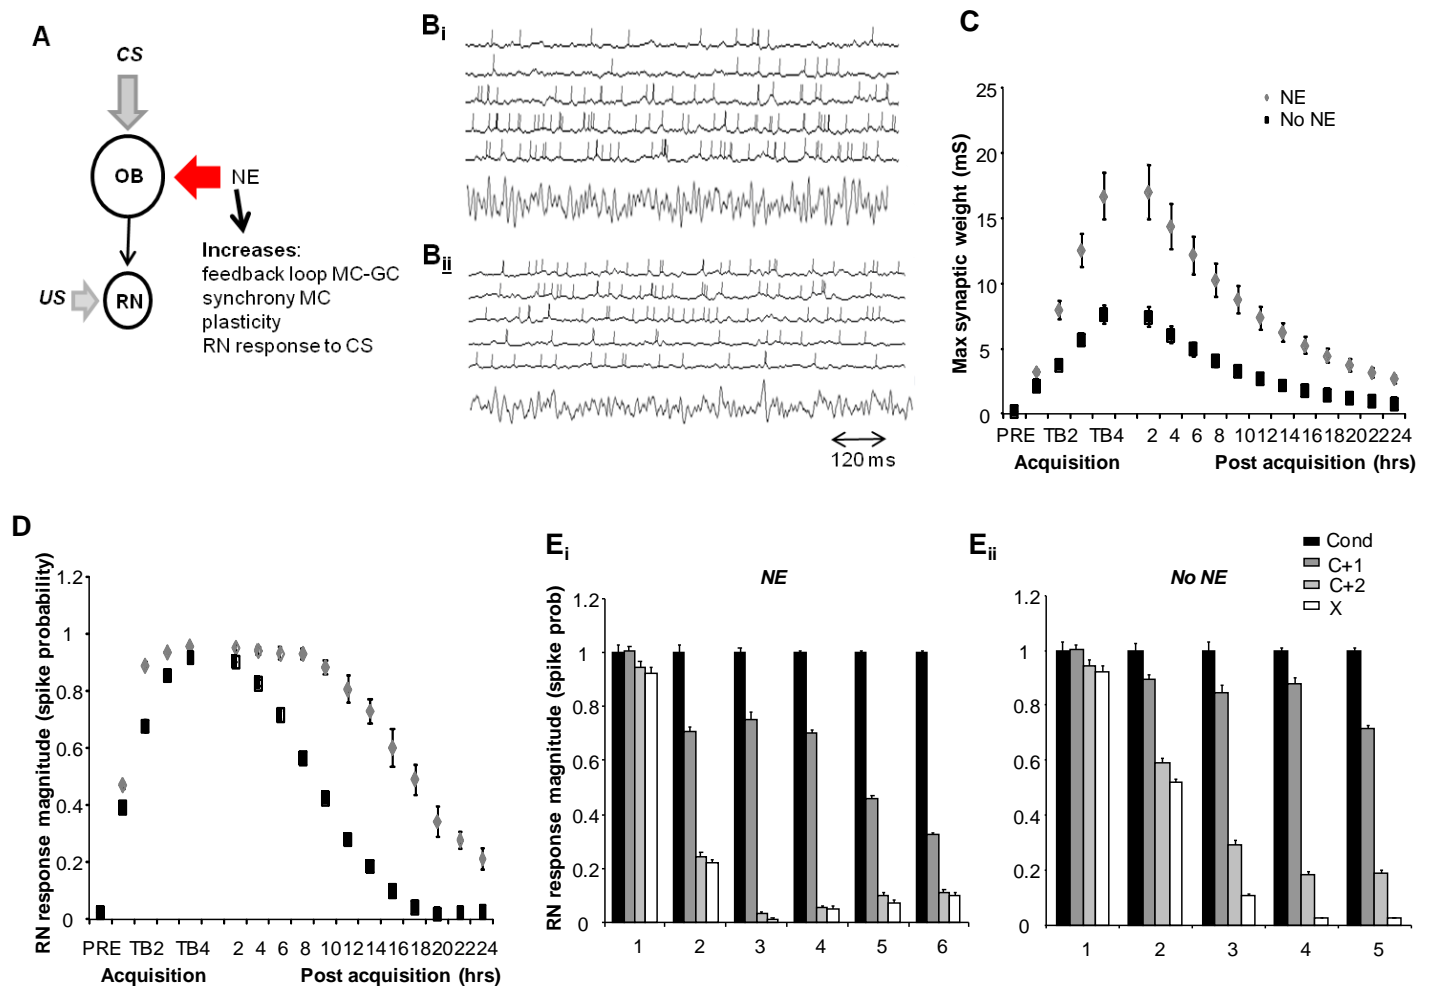 A
CS
OB
NE
Increases:
feedback loop MC-GC
synchrony MC
plasticity
RN response to CS
US
RN
Bi
Bii
120 ms
C
Max synaptic weight (mS)
25
20
15
10
5
0
NE
No NE
PRE TB2 TB4 2 4 6 8 10 12 14 16 18 20 22 24
Acquisition Post acquisition (hrs)
D
RN response magnitude (spike probability)
1.2
1
0.8
0.6
0.4
0.2
0
PRE TB2 TB4 2 4 6 8 10 12 14 16 18 20 22 24
Acquisition Post acquisition (hrs)
Ei
NE
RN response magnitude (spike prob)
1.2
1
0.8
0.6
0.4
0.2
0
1 2 3 4 5 6
Eii
No NE
Cond
C+1
C+2
X
1.2
1
0.8
0.6
0.4
0.2
0
1 2 3 4 5